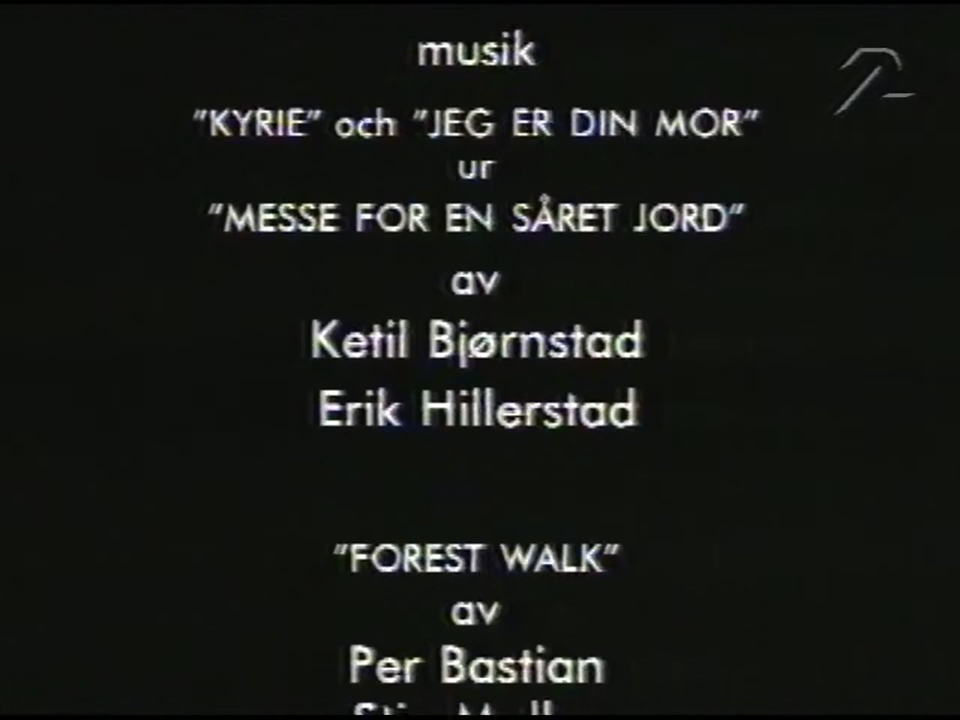 musik
"KYRIE" och "JEG ER DIN MOR"
ur
"MESSE FOR EN SÅRET JORD"
av
Ketil Bjørnstad
Erik Hillerstad
"FOREST WALK"
av
Per Bastian